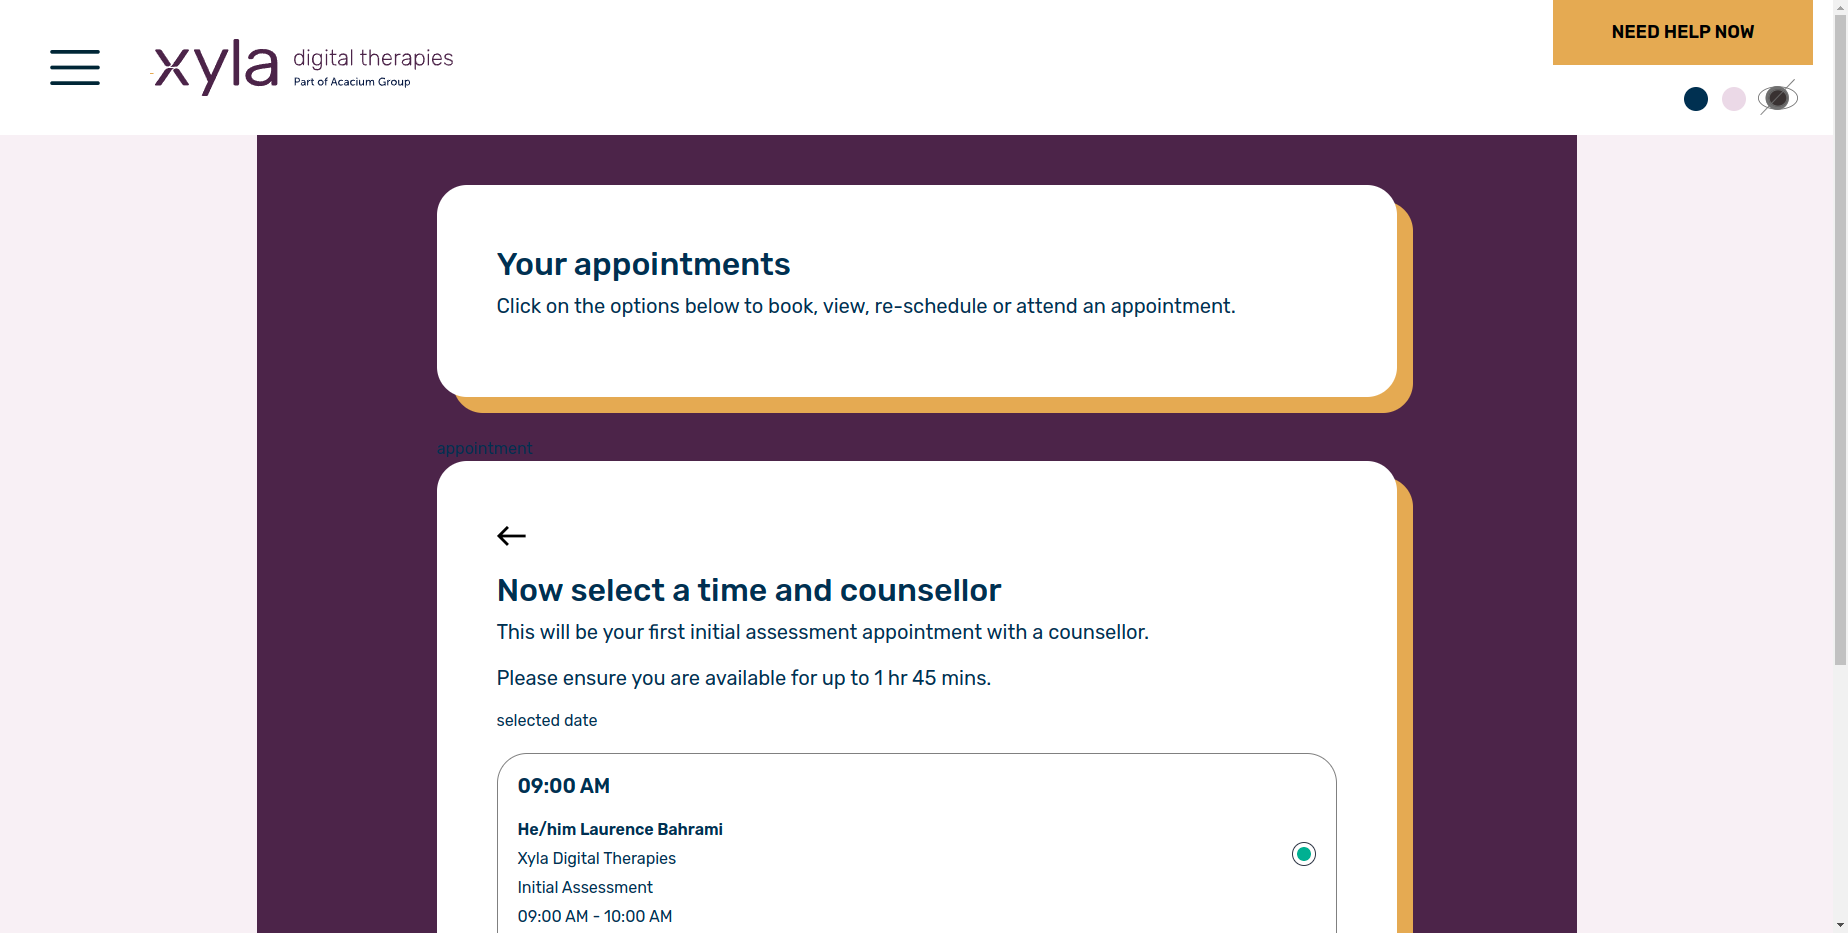 NEED HELP NOW
xyla digital therapies
Part of Acacium Group
Your appointments
Click on the options below to book, view, re-schedule or attend an appointment.
appointment
Now select a time and counsellor
This will be your first initial assessment appointment with a counsellor.
Please ensure you are available for up to 1 hr 45 mins.
selected date
09:00 AM
He/him Laurence Bahrami
Xyla Digital Therapies
Initial Assessment
09:00 AM - 10:00 AM